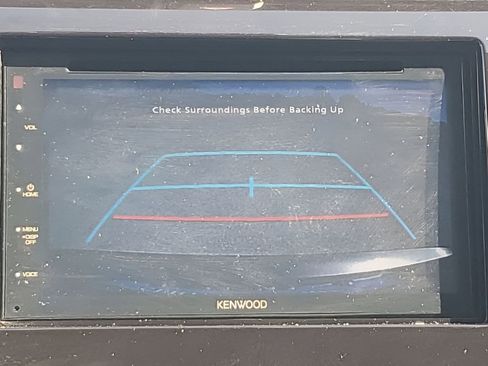 Check Surroundings Before Backing Up
VOL
HOME
MENU
DISP
OFF
VOICE
KENWOOD